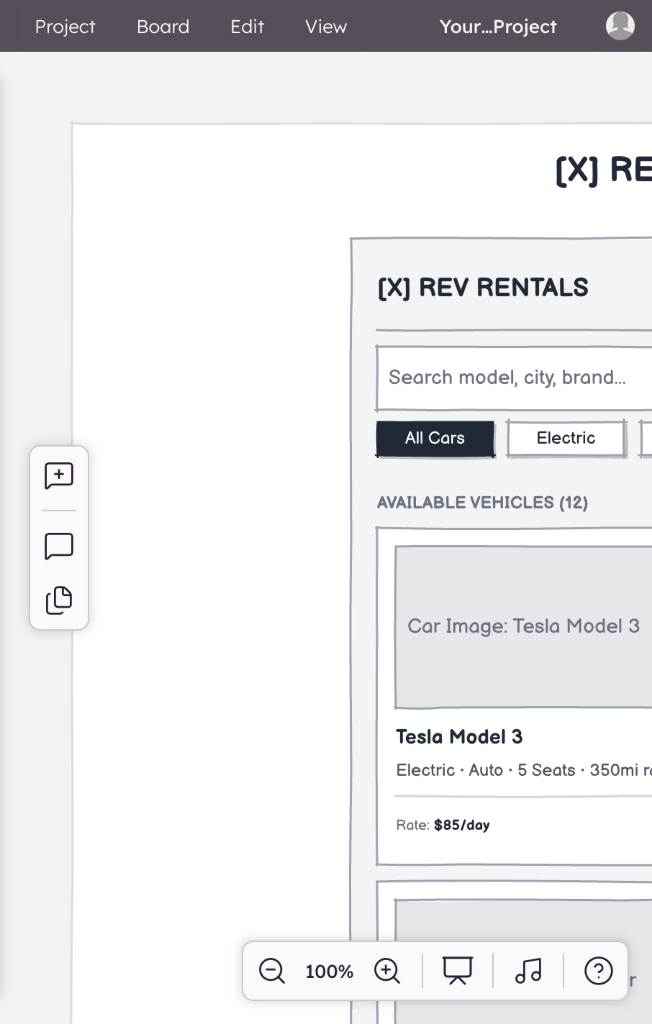 Project Board Edit View Your...Project
[X] RE
[X] REV RENTALS
Search model, city, brand...
All Cars Electric
AVAILABLE VEHICLES (12)
Car Image: Tesla Model 3
Tesla Model 3
Electric · Auto · 5 Seats · 350mi r
Rate: $85/day
100%
r